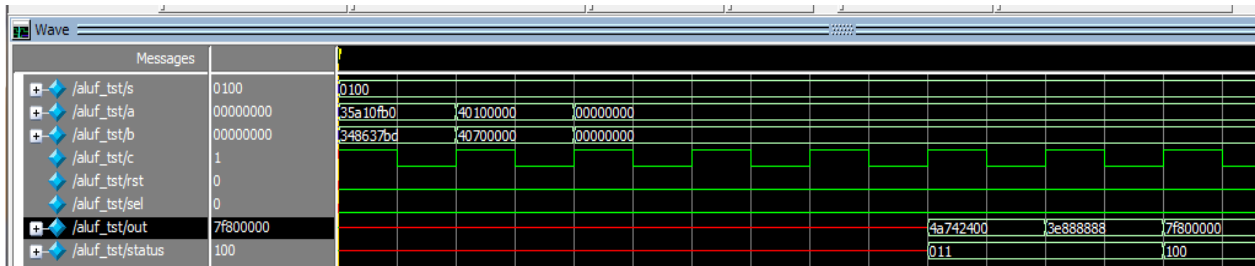 Wave
Messages
/aluf_tst/s 0100 0100
/aluf_tst/a 00000000 35a10fb0 40100000 00000000
/aluf_tst/b 00000000 348637bd 40700000 00000000
/aluf_tst/c 1
/aluf_tst/rst 0
/aluf_tst/sel 0
/aluf_tst/out 7f800000 4a742400 3e888888 7f800000
/aluf_tst/status 100 011 100